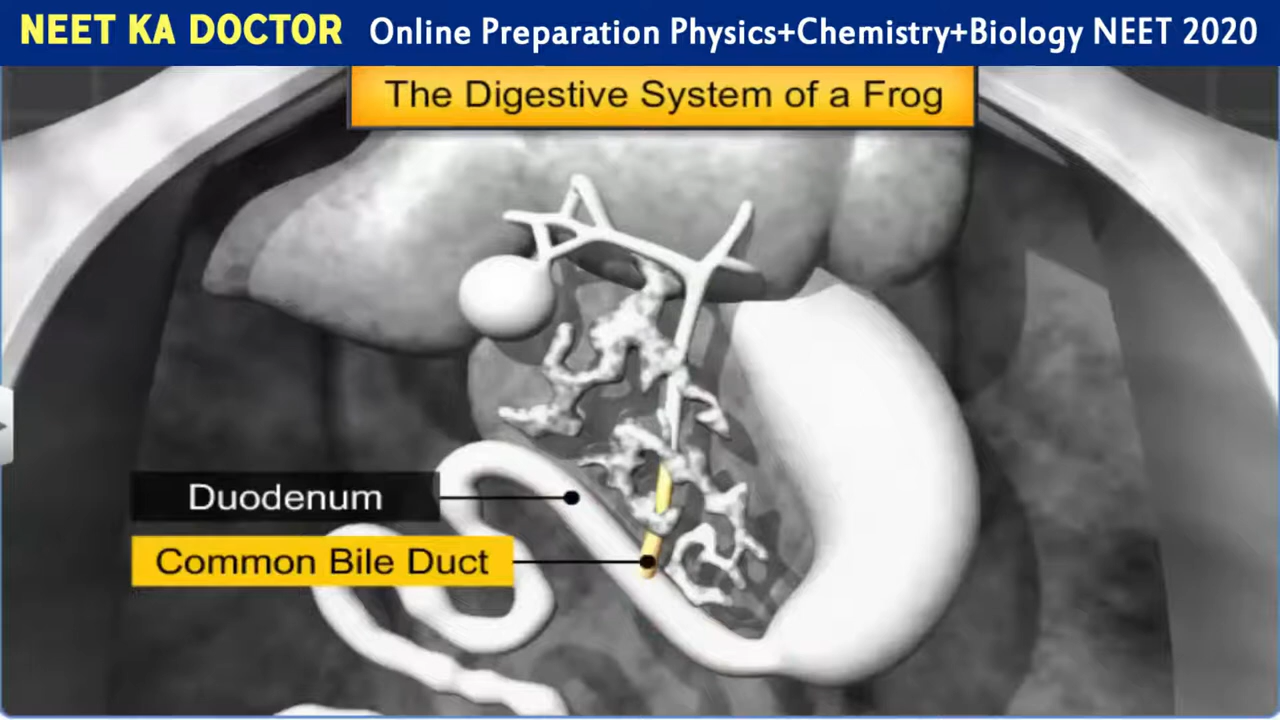 NEET KA DOCTOR Online Preparation Physics+Chemistry+Biology NEET 2020
The Digestive System of a Frog
Duodenum
Common Bile Duct